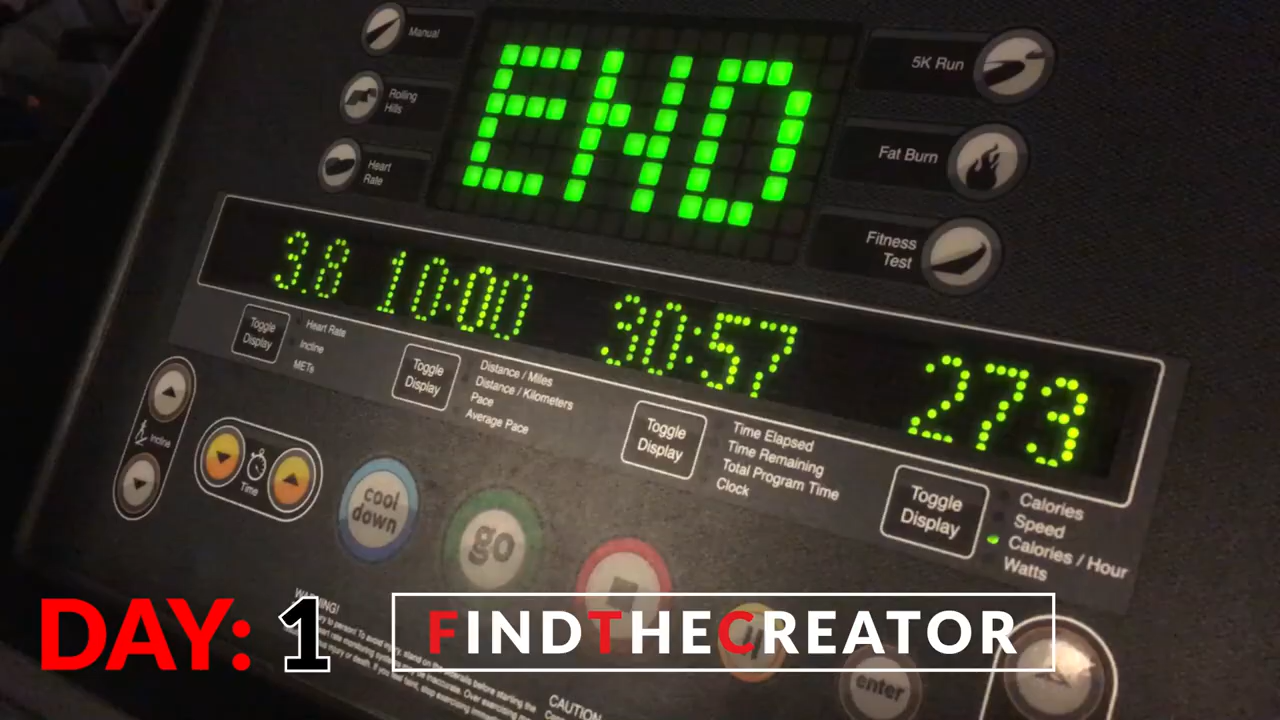 Manual
END
5K Run
Rolling
Hills
Fat Burn
Heart
Rate
Fitness
Test
3.8 10:00 30:57 273
Toggle
Display
Heart Rate
Incline
METs
Toggle
Display
Distance / Miles
Distance / Kilometers
Pace
Average Pace
Toggle
Display
Time Elapsed
Time Remaining
Total Program Time
Clock
Toggle
Display
Calories
Speed
Calories / Hour
Watts
Incline
Time
cool
down
go
up
enter
WARNING!
CAUTION
DAY: 1
FINDTHECREATOR